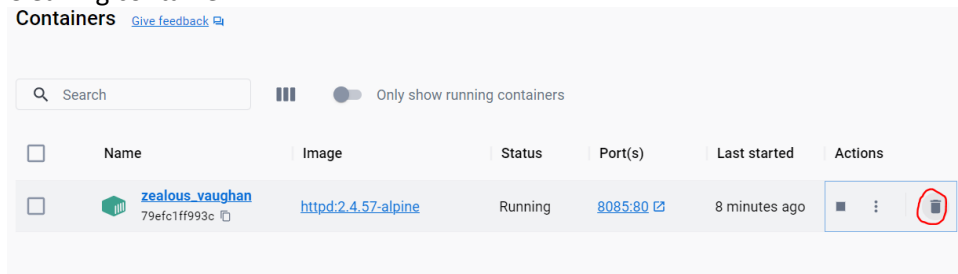 Containers Give feedback
Search
Only show running containers
Name Image Status Port(s) Last started Actions
zealous_vaughan
79efc1ff993c
httpd:2.4.57-alpine Running 8085:80 8 minutes ago